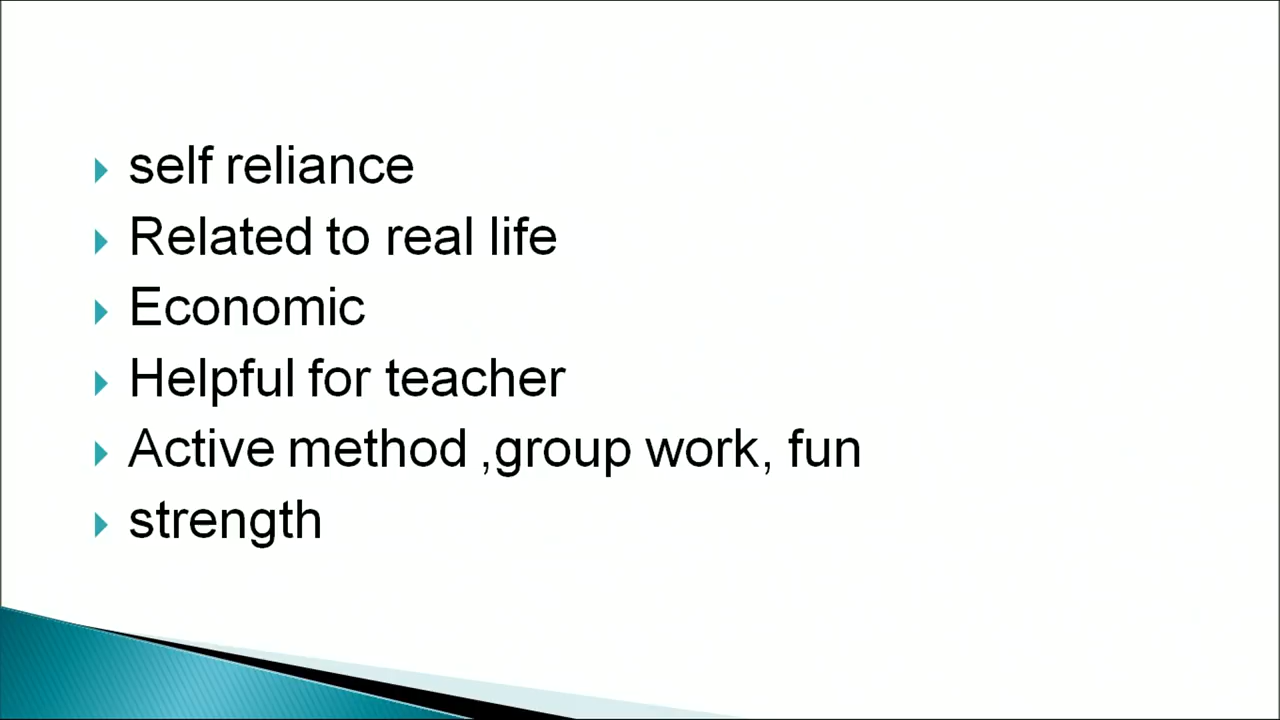 self reliance
Related to real life
Economic
Helpful for teacher
Active method ,group work, fun
strength